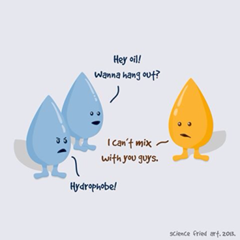 Hey oil!
Wanna hang out?
I can't mix
with you guys.
Hydrophobe!
science fried art. 2013.